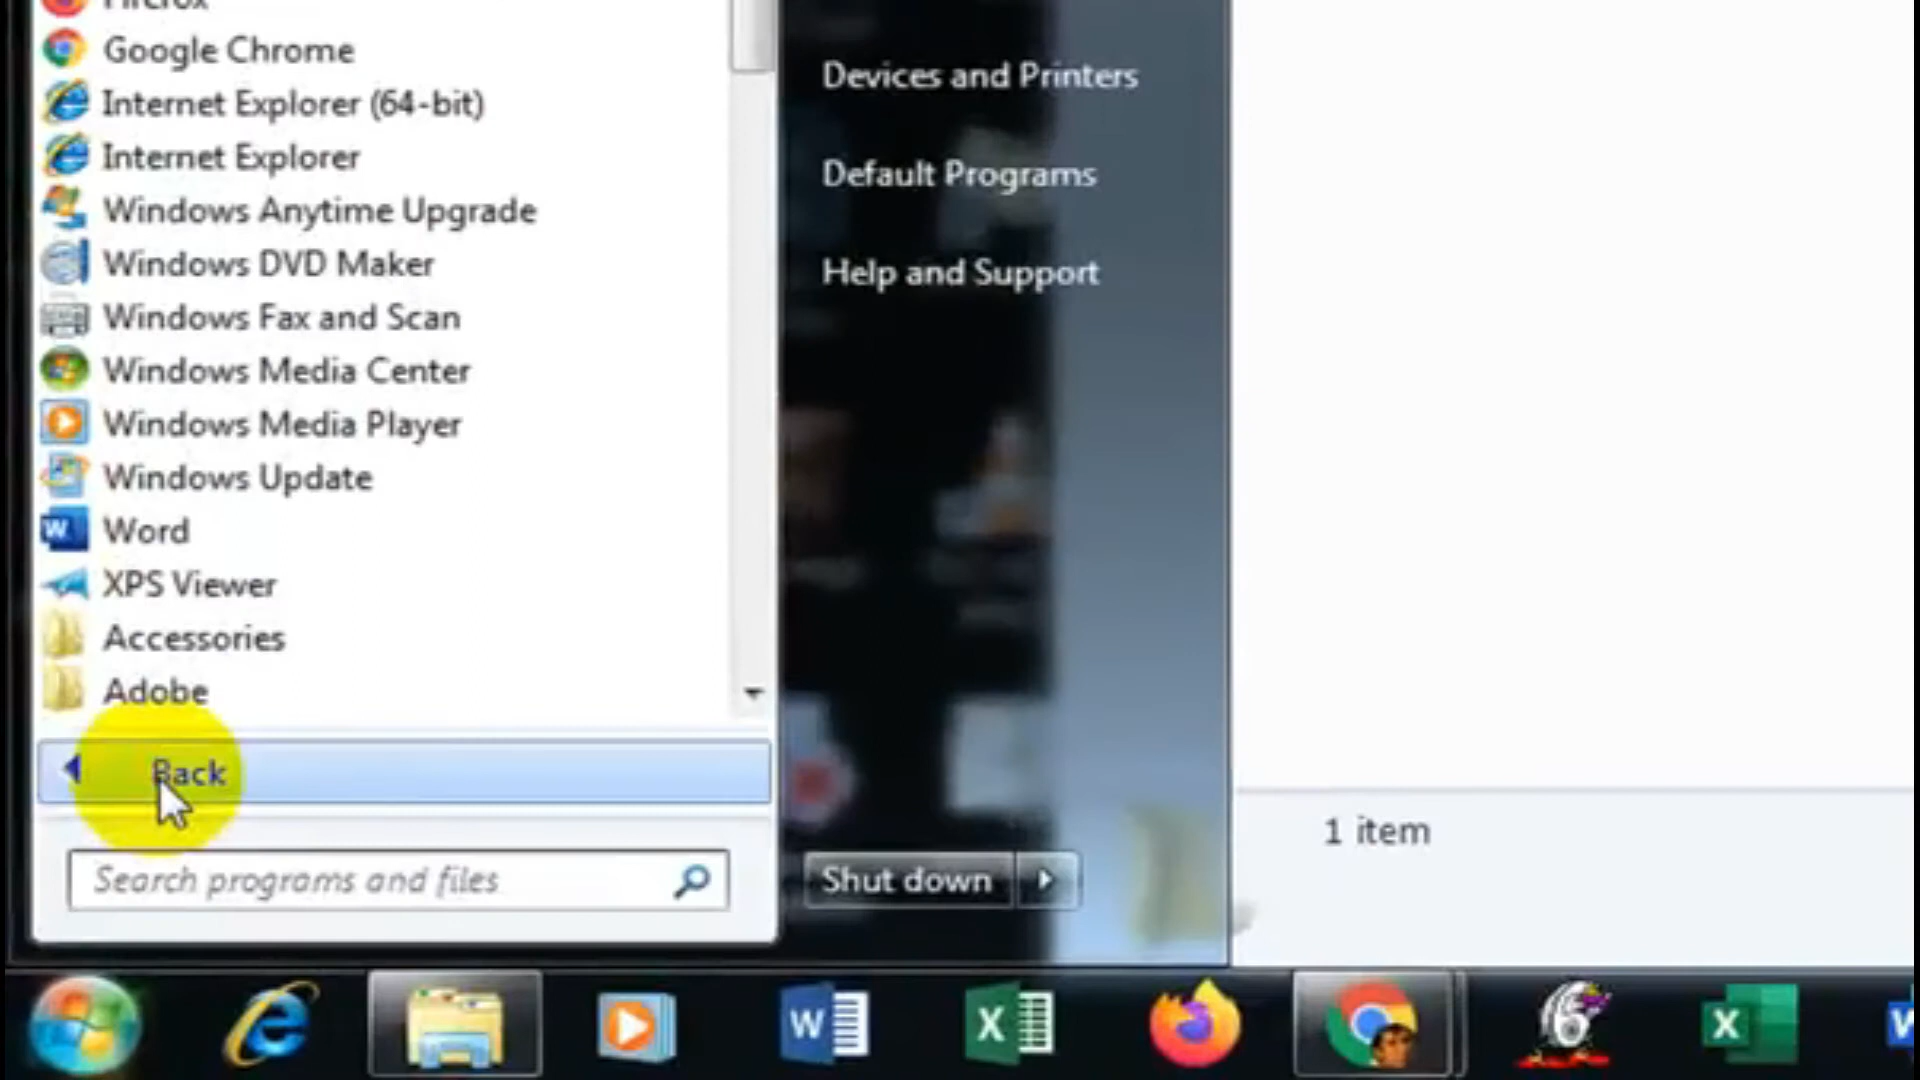 Firefox
Google Chrome
Internet Explorer (64-bit)
Internet Explorer
Windows Anytime Upgrade
Windows DVD Maker
Windows Fax and Scan
Windows Media Center
Windows Media Player
Windows Update
Word
XPS Viewer
Accessories
Adobe
Back
Search programs and files
Devices and Printers
Default Programs
Help and Support
Shut down
1 item